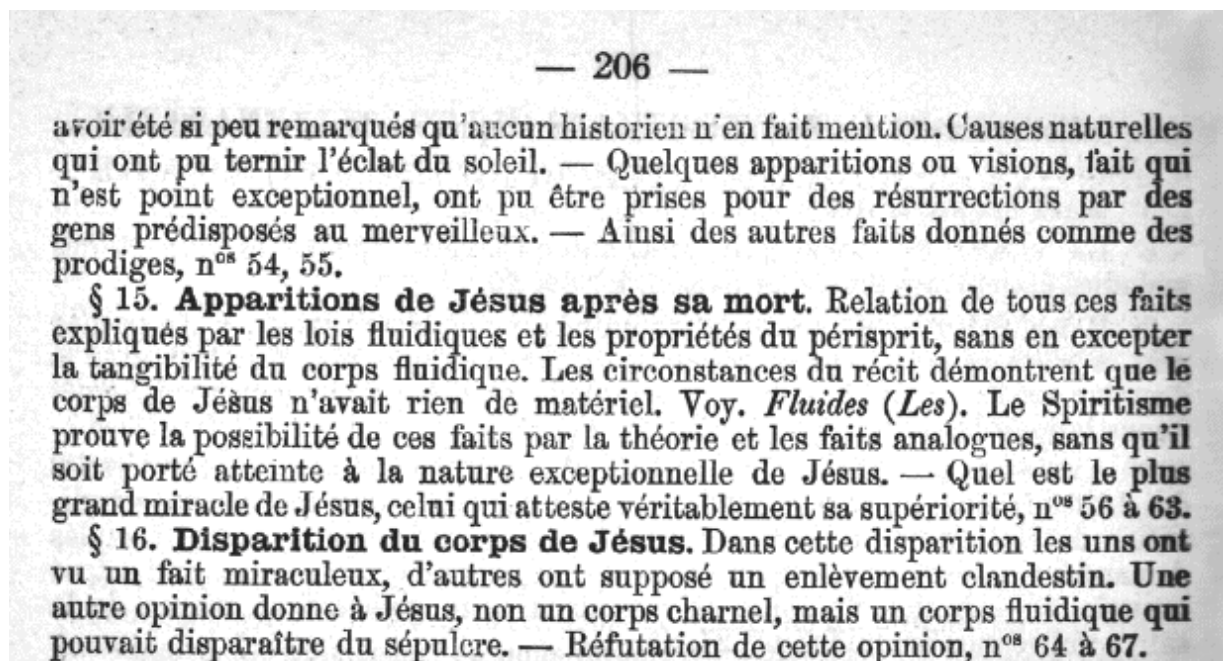 — 206 —
avoir été si peu remarqués qu'aucun historien n'en fait mention. Causes naturelles
qui ont pu ternir l'éclat du soleil. — Quelques apparitions ou visions, fait qui
n'est point exceptionnel, ont pu être prises pour des résurrections par des
gens prédisposés au merveilleux. — Ainsi des autres faits donnés comme des
prodiges, nᵒˢ 54, 55.
§ 15. Apparitions de Jésus après sa mort. Relation de tous ces faits
expliqués par les lois fluidiques et les propriétés du périsprit, sans en excepter
la tangibilité du corps fluidique. Les circonstances du récit démontrent que le
corps de Jésus n'avait rien de matériel. Voy. Fluides (Les). Le Spiritisme
prouve la possibilité de ces faits par la théorie et les faits analogues, sans qu'il
soit porté atteinte à la nature exceptionnelle de Jésus. — Quel est le plus
grand miracle de Jésus, celui qui atteste véritablement sa supériorité, nᵒˢ 56 à 63.
§ 16. Disparition du corps de Jésus. Dans cette disparition les uns ont
vu un fait miraculeux, d'autres ont supposé un enlèvement clandestin. Une
autre opinion donne à Jésus, non un corps charnel, mais un corps fluidique qui
pouvait disparaître du sépulcre. — Réfutation de cette opinion, nᵒˢ 64 à 67.